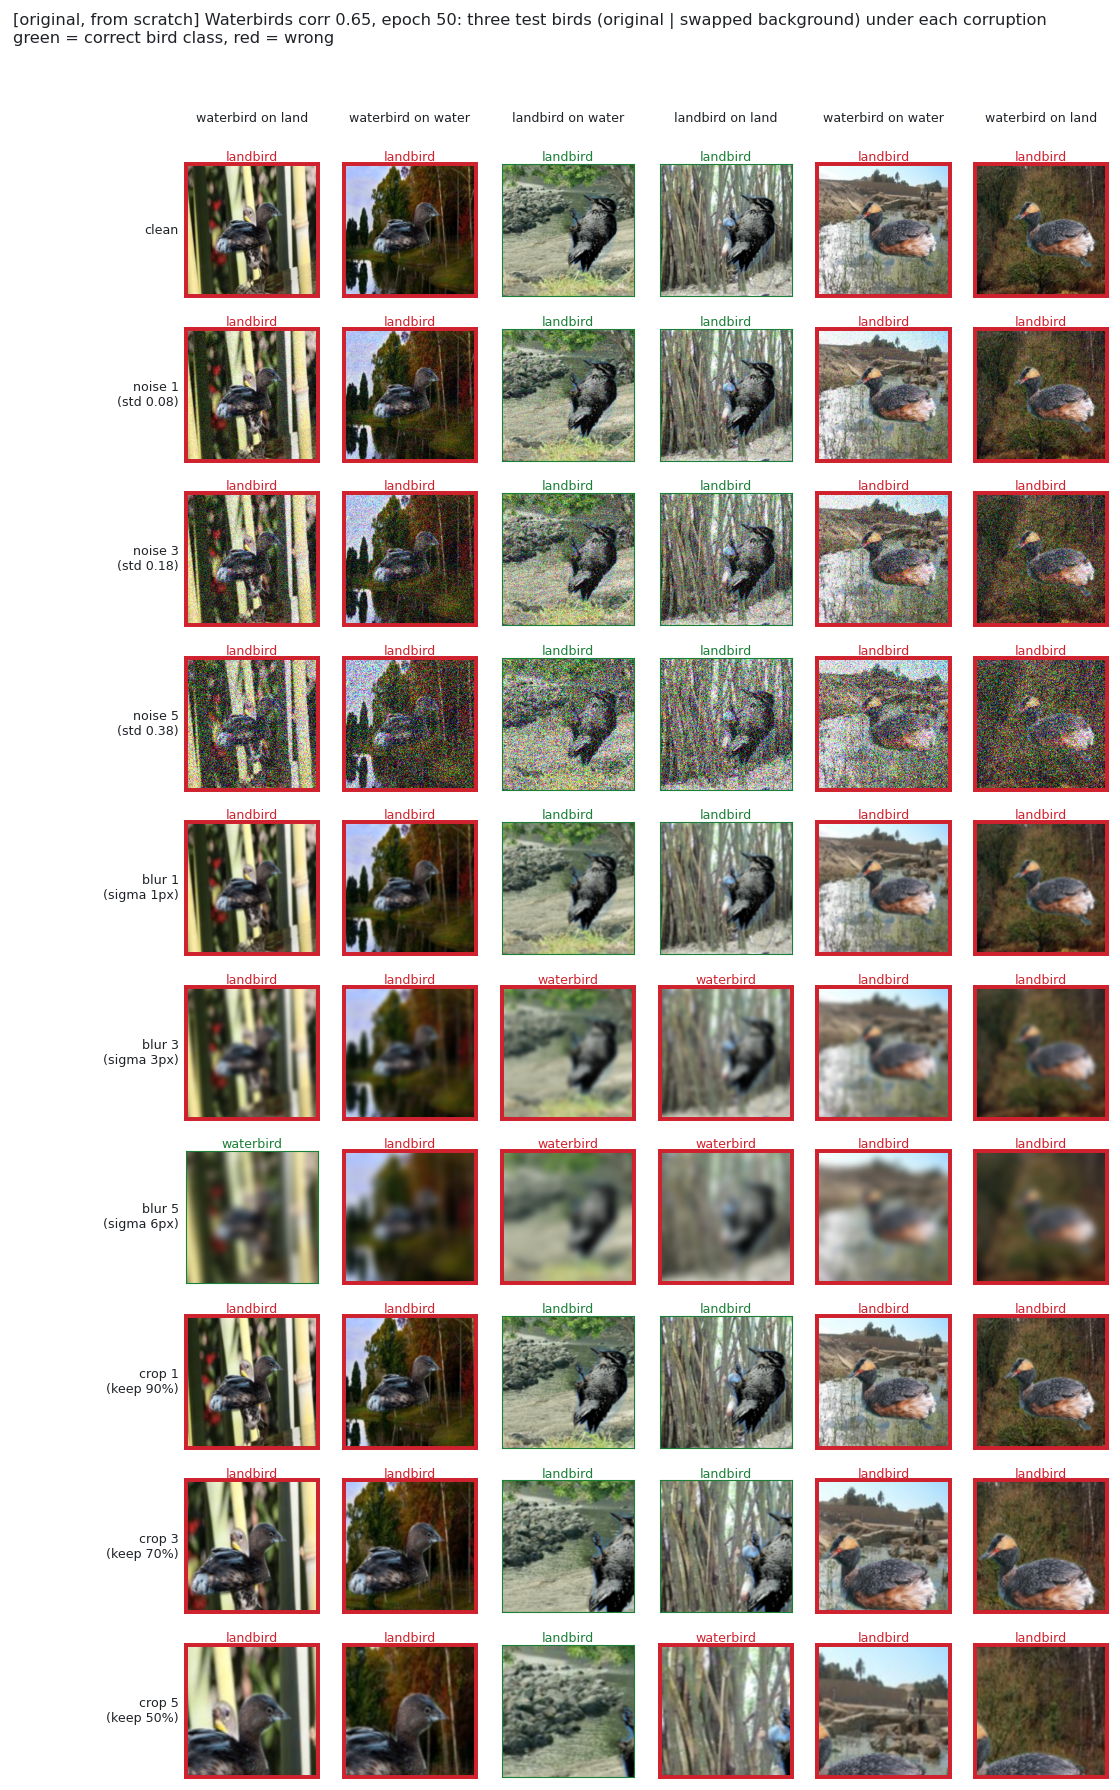 [original, from scratch] Waterbirds corr 0.65, epoch 50: three test birds (original | swapped background) under each corruption
green = correct bird class, red = wrong
waterbird on land waterbird on water landbird on water landbird on land waterbird on water waterbird on land
landbird landbird landbird landbird landbird landbird
clean
landbird landbird landbird landbird landbird landbird
noise 1
(std 0.08)
landbird landbird landbird landbird landbird landbird
noise 3
(std 0.18)
landbird landbird landbird landbird landbird landbird
noise 5
(std 0.38)
landbird landbird landbird landbird landbird landbird
blur 1
(sigma 1px)
landbird landbird waterbird waterbird landbird landbird
blur 3
(sigma 3px)
waterbird landbird waterbird waterbird landbird landbird
blur 5
(sigma 6px)
landbird landbird landbird landbird landbird landbird
crop 1
(keep 90%)
landbird landbird landbird landbird landbird landbird
crop 3
(keep 70%)
landbird landbird landbird waterbird landbird landbird
crop 5
(keep 50%)